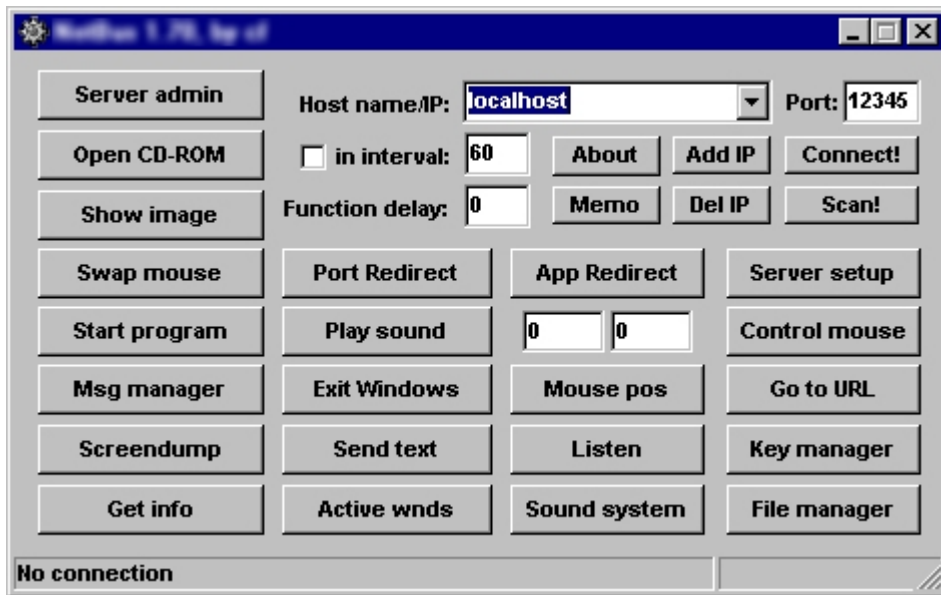 Server admin
Host name/IP: localhost Port: 12345
Open CD-ROM
in interval: 60 About Add IP Connect!
Show image
Function delay: 0 Memo Del IP Scan!
Swap mouse Port Redirect App Redirect Server setup
Start program Play sound 0 0 Control mouse
Msg manager Exit Windows Mouse pos Go to URL
Screendump Send text Listen Key manager
Get info Active wnds Sound system File manager
No connection